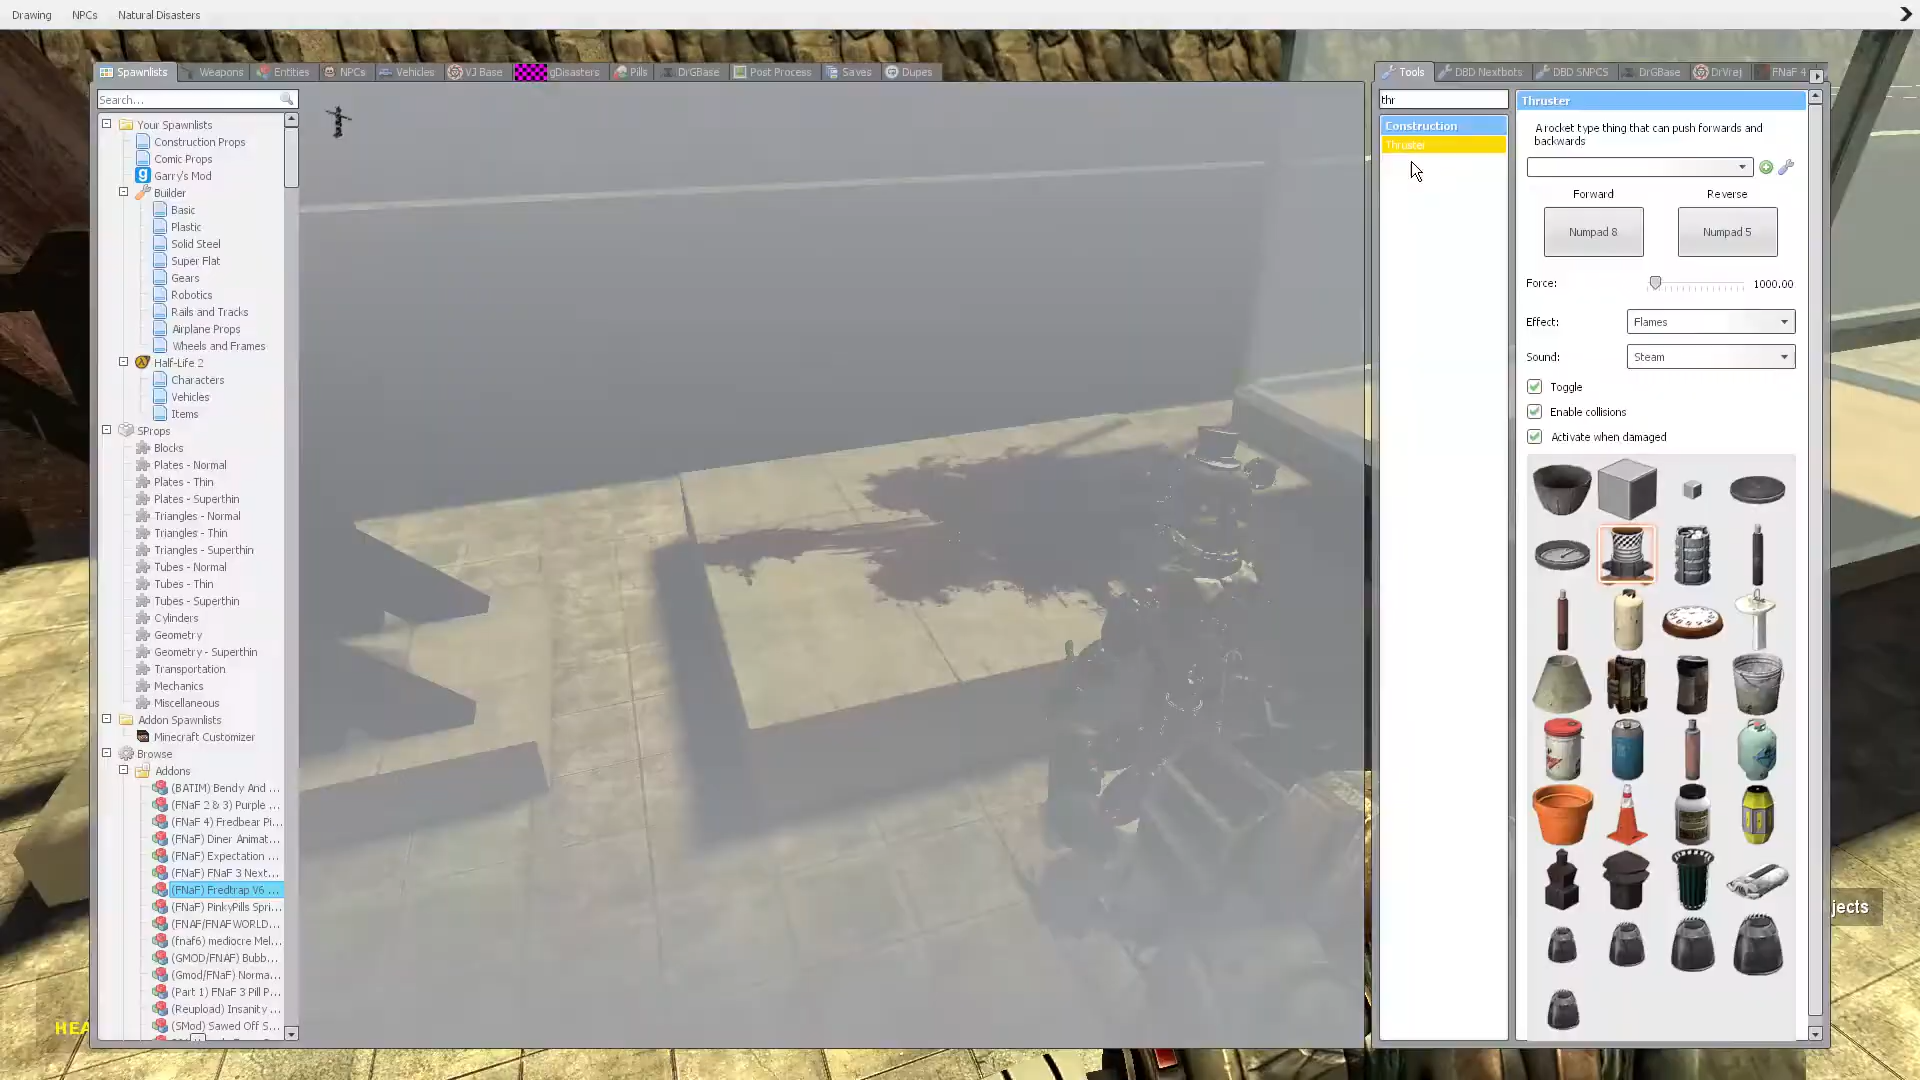 Drawing NPCs Natural Disasters
Spawnlists Weapons Entities NPCs Vehicles VJ Base gDisasters Pills DrGBase Post Process Saves Dupes
Search...
Your Spawnlists
Construction Props
Comic Props
Garry's Mod
Builder
Basic
Plastic
Solid Steel
Super Flat
Gears
Robotics
Rails and Tracks
Airplane Props
Wheels and Frames
Half-Life 2
Characters
Vehicles
Items
SProps
Blocks
Plates - Normal
Plates - Thin
Plates - Superthin
Triangles - Normal
Triangles - Thin
Triangles - Superthin
Tubes - Normal
Tubes - Thin
Tubes - Superthin
Cylinders
Geometry
Geometry - Superthin
Transportation
Mechanics
Miscellaneous
Addon Spawnlists
Minecraft Customizer
Browse
Addons
(BATIM) Bendy And ...
(FNaF 2 & 3) Purple ...
(FNaF 4) Fredbear Pi...
(FNaF) Diner Animat...
(FNaF) Expectation ...
(FNaF) FNaF 3 Next...
(FNaF) Fredtrap V6 ...
(FNaF) PinkyPills Spri...
(FNAF/FNAFWORLD...
(fnaf6) mediocre Mel...
(GMOD/FNAF) Bubb...
(Gmod/FNaF) Norma...
(Part 1) FNaF 3 Pill P...
(Reupload) Insanity ...
(SMod) Sawed Off S...
HEA
Tools DBD Nextbots DBD SNPCS DrGBase DrVrej FNaF 4
thr
Construction
Thruster
Thruster
A rocket type thing that can push forwards and
backwards
Forward Reverse
Numpad 8 Numpad 5
Force: 1000.00
Effect: Flames
Sound: Steam
Toggle
Enable collisions
Activate when damaged
jects